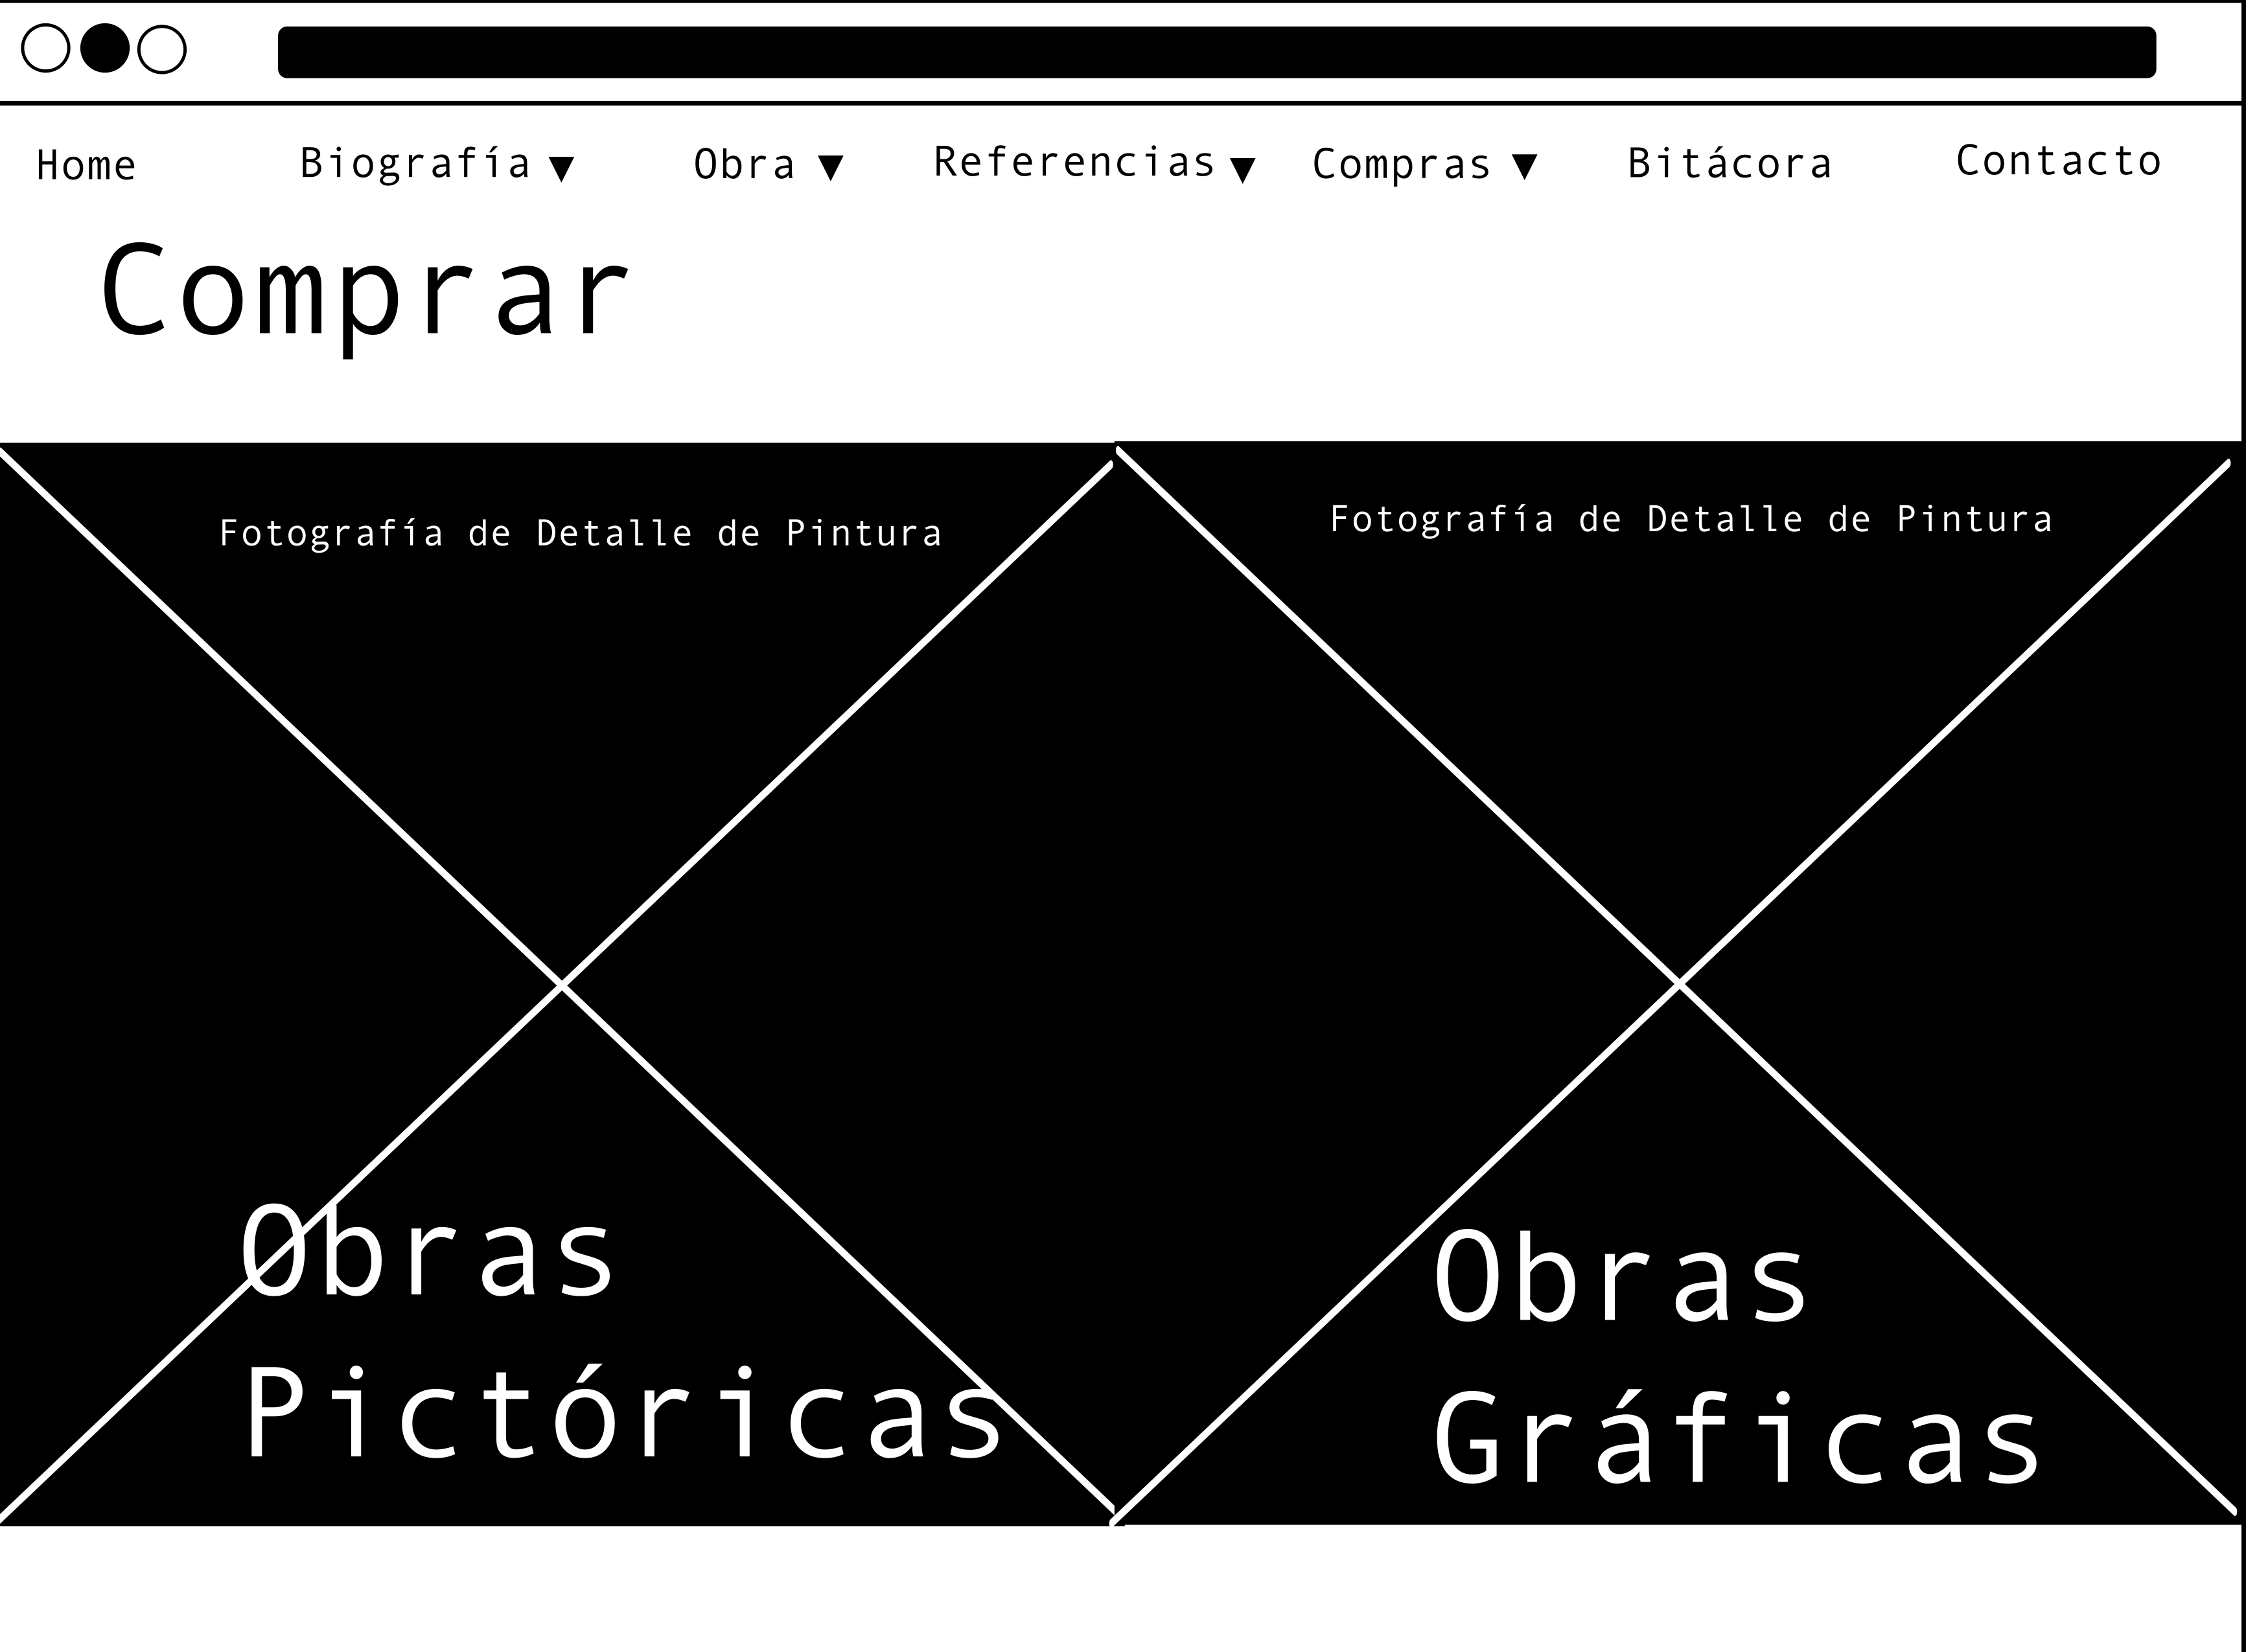 Home Biografía ▼ Obra ▼ Referencias ▼ Compras ▼ Bitácora Contacto
Comprar
Fotografía de Detalle de Pintura
Fotografía de Detalle de Pintura
Obras
Pictóricas
Obras
Gráficas